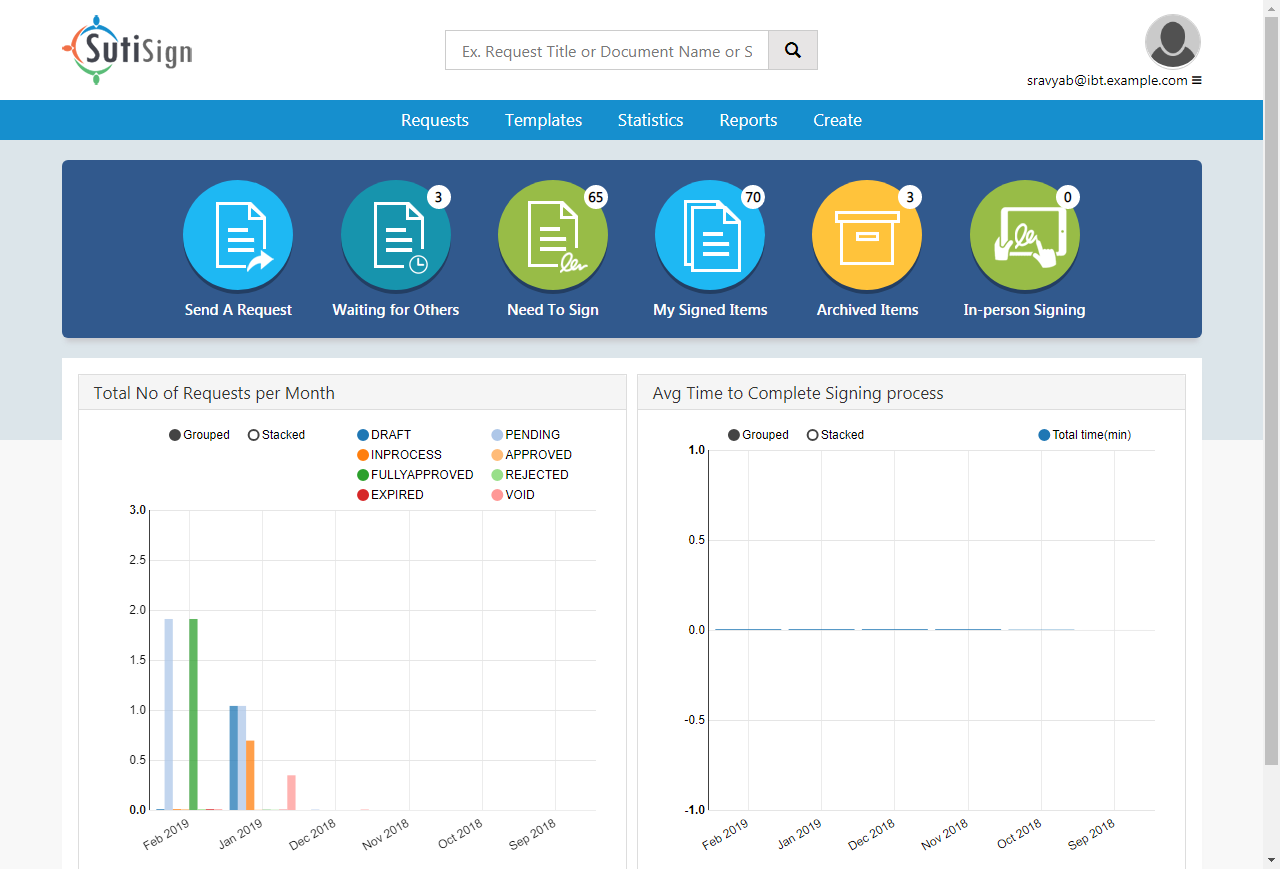 SutiSign
Ex. Request Title or Document Name or S
sravyab@ibt.example.com
Requests Templates Statistics Reports Create
3 65 70 3 0
Send A Request Waiting for Others Need To Sign My Signed Items Archived Items In-person Signing
Total No of Requests per Month
Grouped Stacked DRAFT PENDING
INPROCESS APPROVED
FULLYAPPROVED REJECTED
EXPIRED VOID
3.0
2.5
2.0
1.5
1.0
0.5
0.0
Feb 2019 Jan 2019 Dec 2018 Nov 2018 Oct 2018 Sep 2018
Avg Time to Complete Signing process
Grouped Stacked Total time(min)
1.0
0.5
0.0
-0.5
-1.0
Feb 2019 Jan 2019 Dec 2018 Nov 2018 Oct 2018 Sep 2018